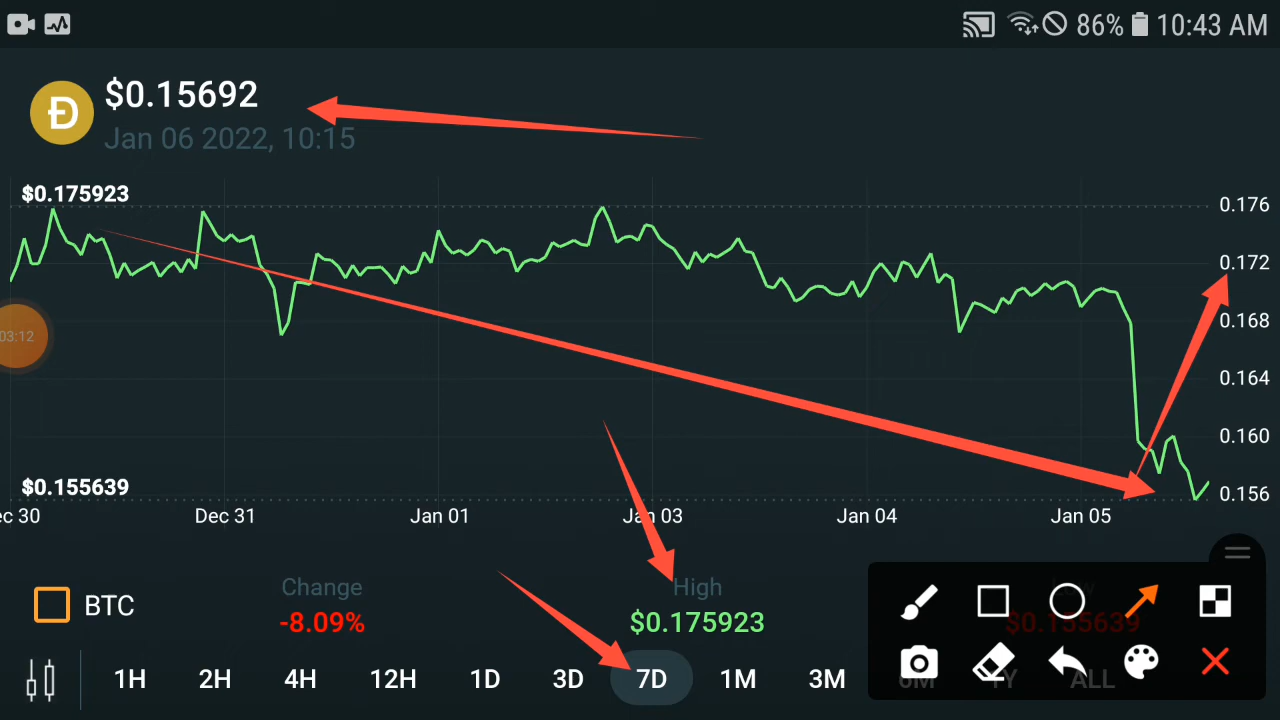 86% 10:43 AM
$0.15692
Jan 06 2022, 10:15
$0.175923
0.176
0.172
03:12
0.168
0.164
0.160
$0.155639
0.156
ec 30 Dec 31 Jan 01 Jan 03 Jan 04 Jan 05
Change High
BTC -8.09% $0.175923 $0.155639
1H 2H 4H 12H 1D 3D 7D 1M 3M 6M 1Y ALL